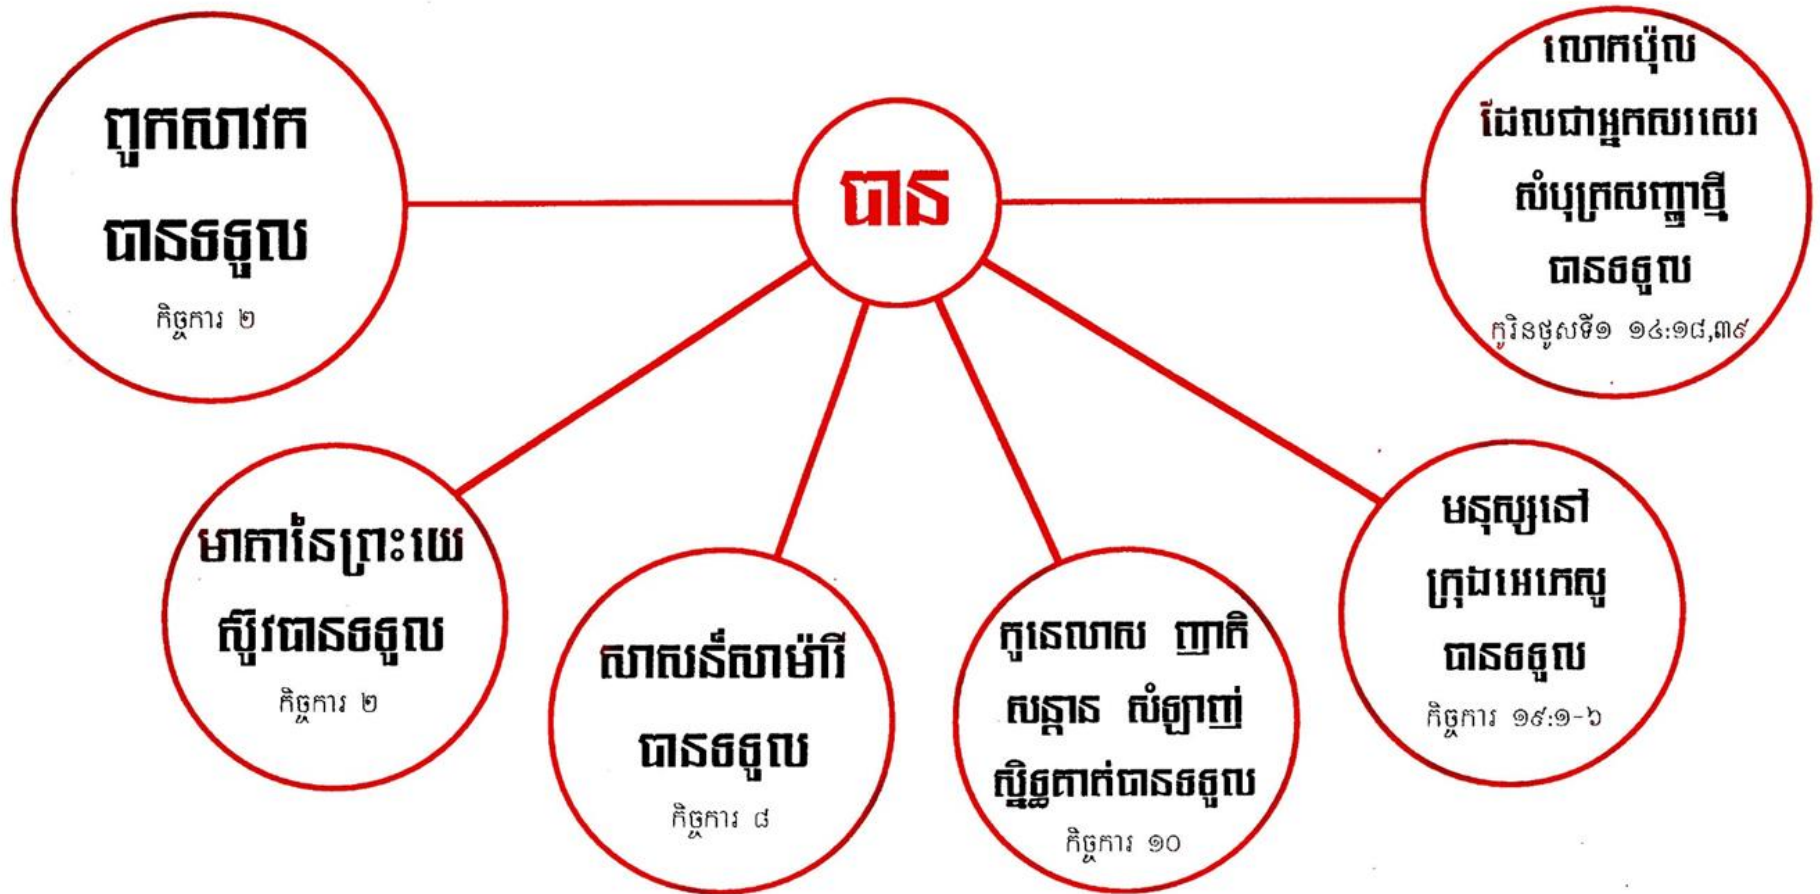 ពួកសាវក
បានទទួល
កិច្ចការ ២
បាន
លោកប៉ុល
ដែលជាអ្នកសរសេរ
សំបុត្រសញ្ញាថ្មី
បានទទួល
កូរិនថូសទី១ ១៤:១៨,៣៩
មាតានៃព្រះយេ
ស៊ូវបានទទួល
កិច្ចការ ២
សាសន៍សាម៉ារី
បានទទួល
កិច្ចការ ៨
កូនេលាស ញាតិ
សន្តាន សំឡាញ់
ស្និទ្ធគាត់បានទទួល
កិច្ចការ ១០
មនុស្សនៅ
ក្រុងអេភេសូ
បានទទួល
កិច្ចការ ១៩:១-៦